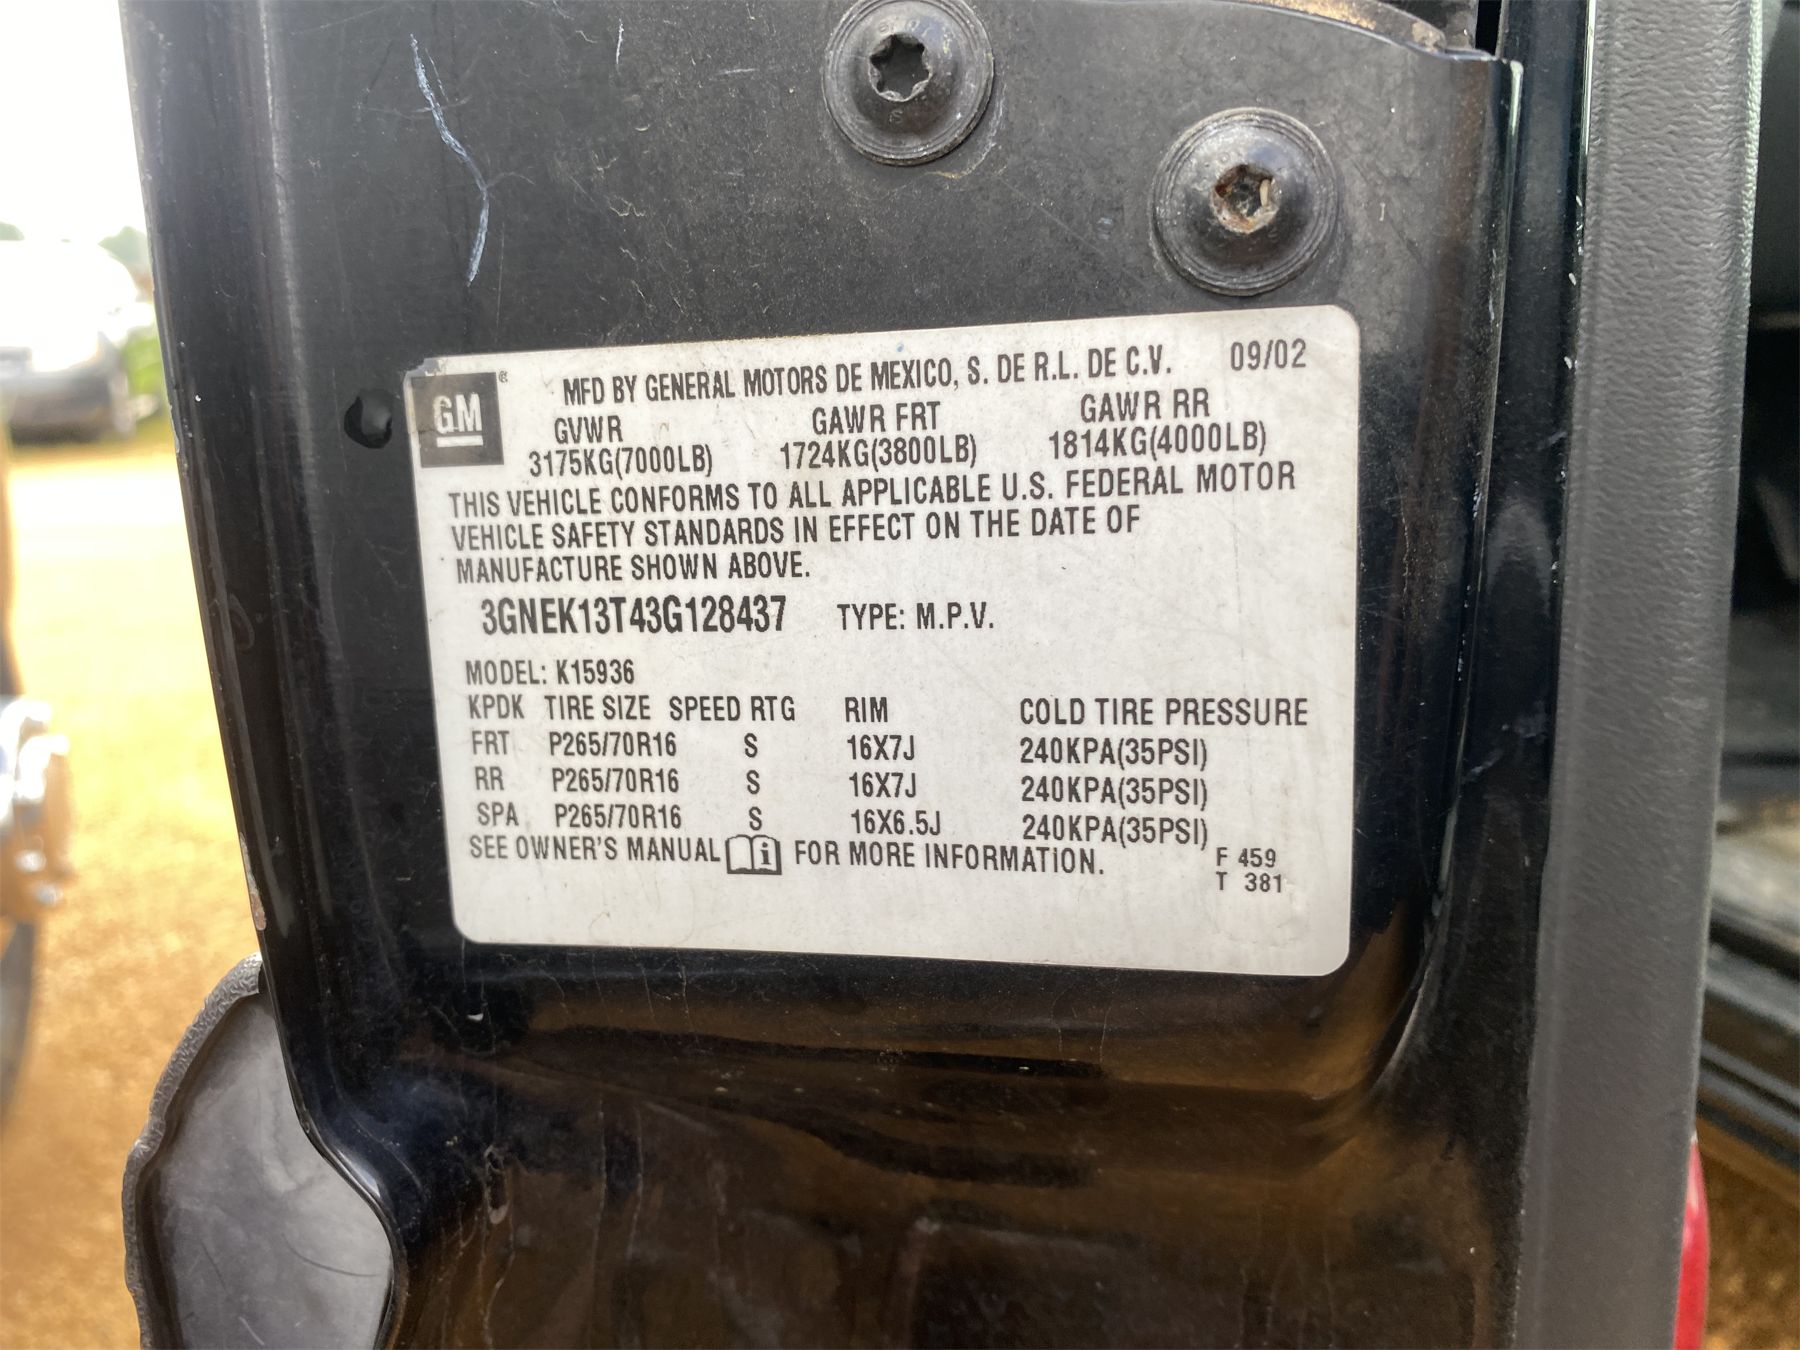 GM ® MFD BY GENERAL MOTORS DE MEXICO, S. DE R.L. DE C.V. 09/02
GVWR GAWR FRT GAWR RR
3175KG(7000LB) 1724KG(3800LB) 1814KG(4000LB)
THIS VEHICLE CONFORMS TO ALL APPLICABLE U.S. FEDERAL MOTOR
VEHICLE SAFETY STANDARDS IN EFFECT ON THE DATE OF
MANUFACTURE SHOWN ABOVE.
3GNEK13T43G128437 TYPE: M.P.V.
MODEL: K15936
KPDK TIRE SIZE SPEED RTG RIM COLD TIRE PRESSURE
FRT P265/70R16 S 16X7J 240KPA(35PSI)
RR P265/70R16 S 16X7J 240KPA(35PSI)
SPA P265/70R16 S 16X6.5J 240KPA(35PSI)
SEE OWNER'S MANUAL i FOR MORE INFORMATION.
F 459
T 381